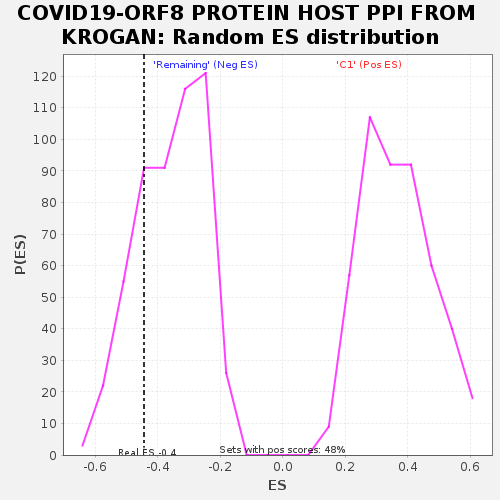 COVID19-ORF8 PROTEIN HOST PPI FROM
KROGAN: Random ES distribution
'Remaining' (Neg ES)
'C1' (Pos ES)
120
110
100
90
80
70
60
50
40
30
20
10
0
P(ES)
Real ES -0.4
Sets with pos scores: 48%
-0.6
-0.4
-0.2
0.0
0.2
0.4
0.6
ES